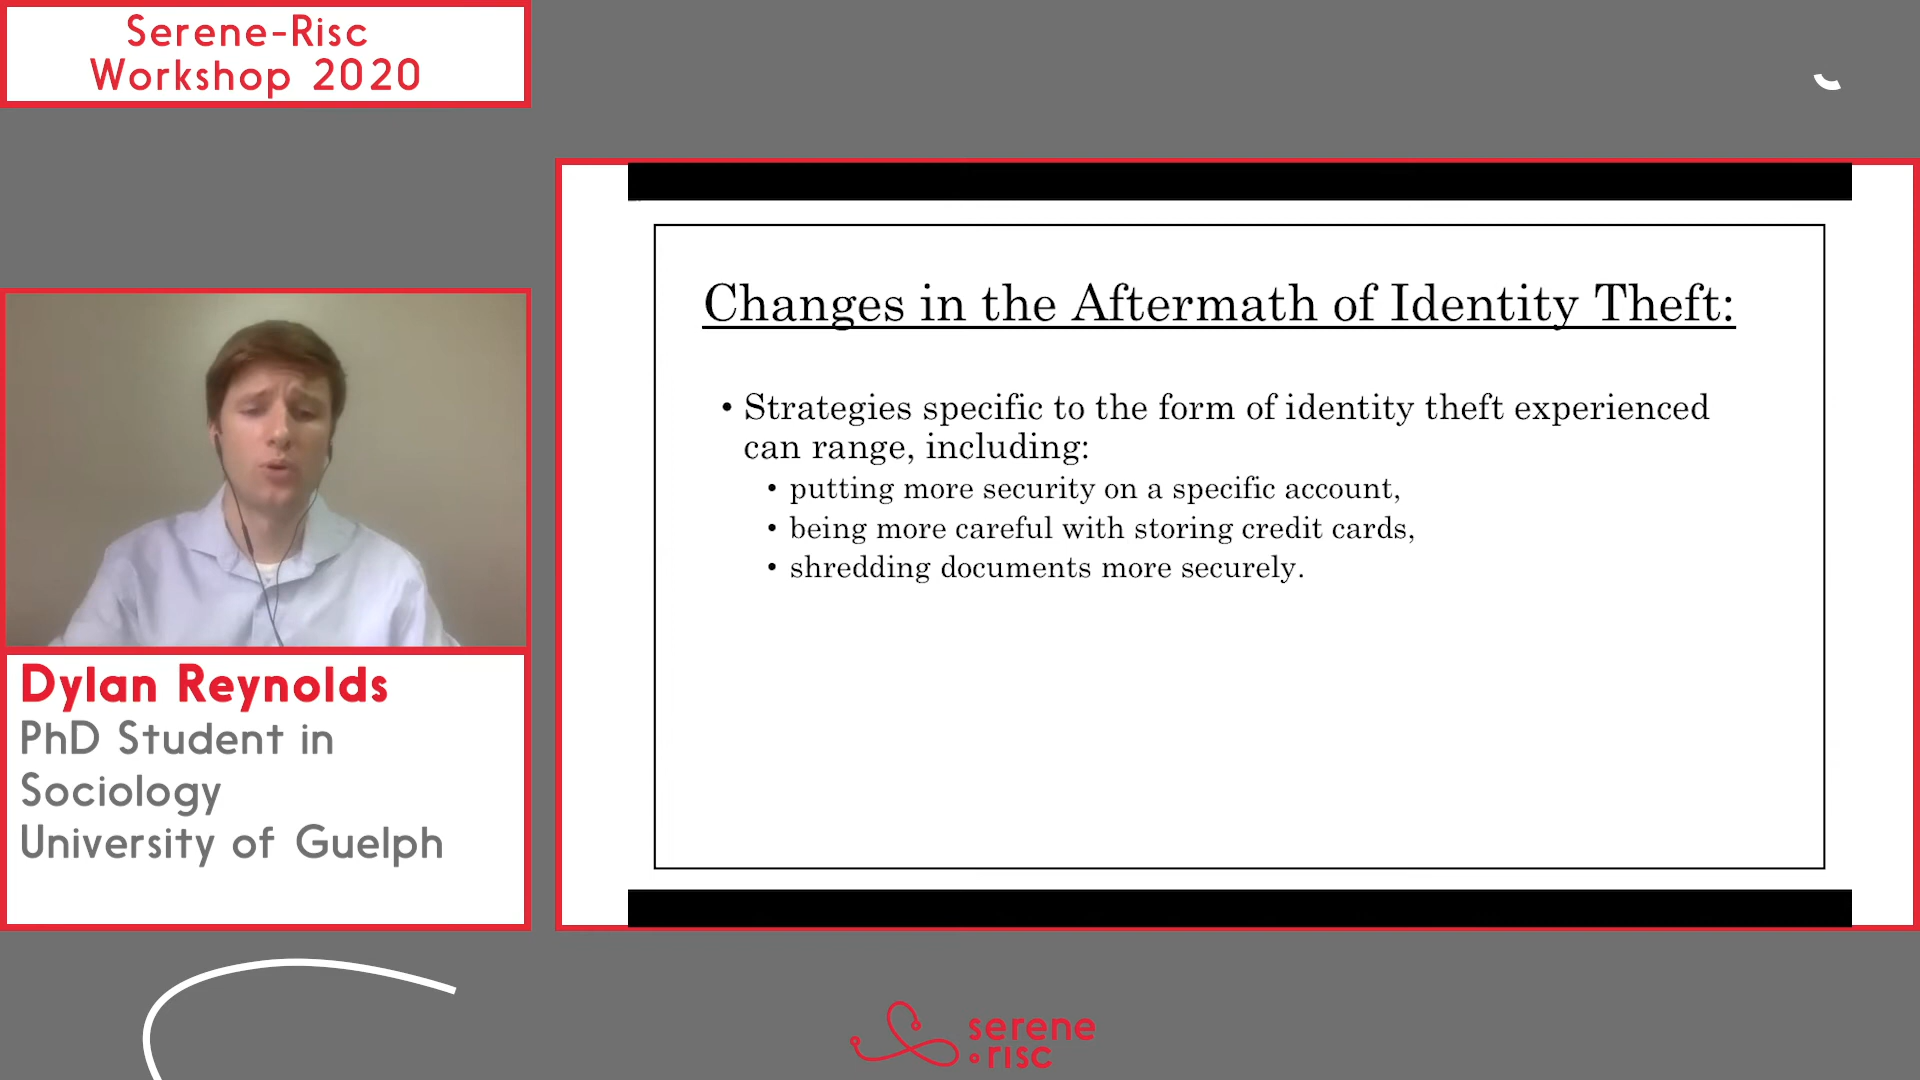 Serene-Risc
Workshop 2020
Changes in the Aftermath of Identity Theft:
• Strategies specific to the form of identity theft experienced
can range, including:
• putting more security on a specific account,
• being more careful with storing credit cards,
• shredding documents more securely.
Dylan Reynolds
PhD Student in
Sociology
University of Guelph
serene
risc